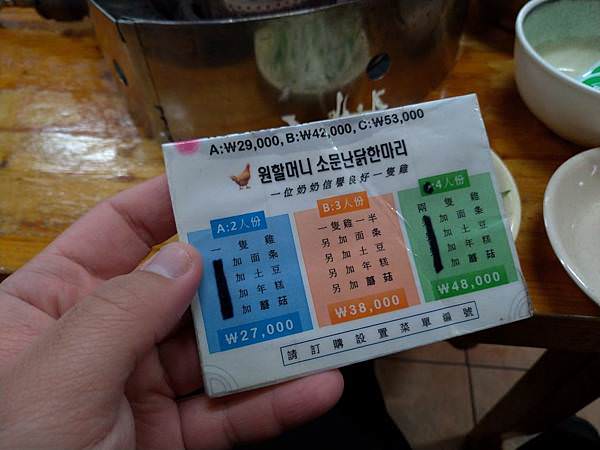 A:₩29,000, B:₩42,000, C:₩53,000
원할머니 소문난닭한마리
一位奶奶信譽良好一隻雞
A:2人份
一隻雞
加面条
加土豆
加年糕
加蘑菇
₩27,000
B:3人份
一隻雞一半
另加面条
另加土豆
另加年糕
另加蘑菇
₩38,000
:4人份
兩隻雞
加面条
加土豆
加年糕
加蘑菇
₩48,000
請訂購設置菜單編號